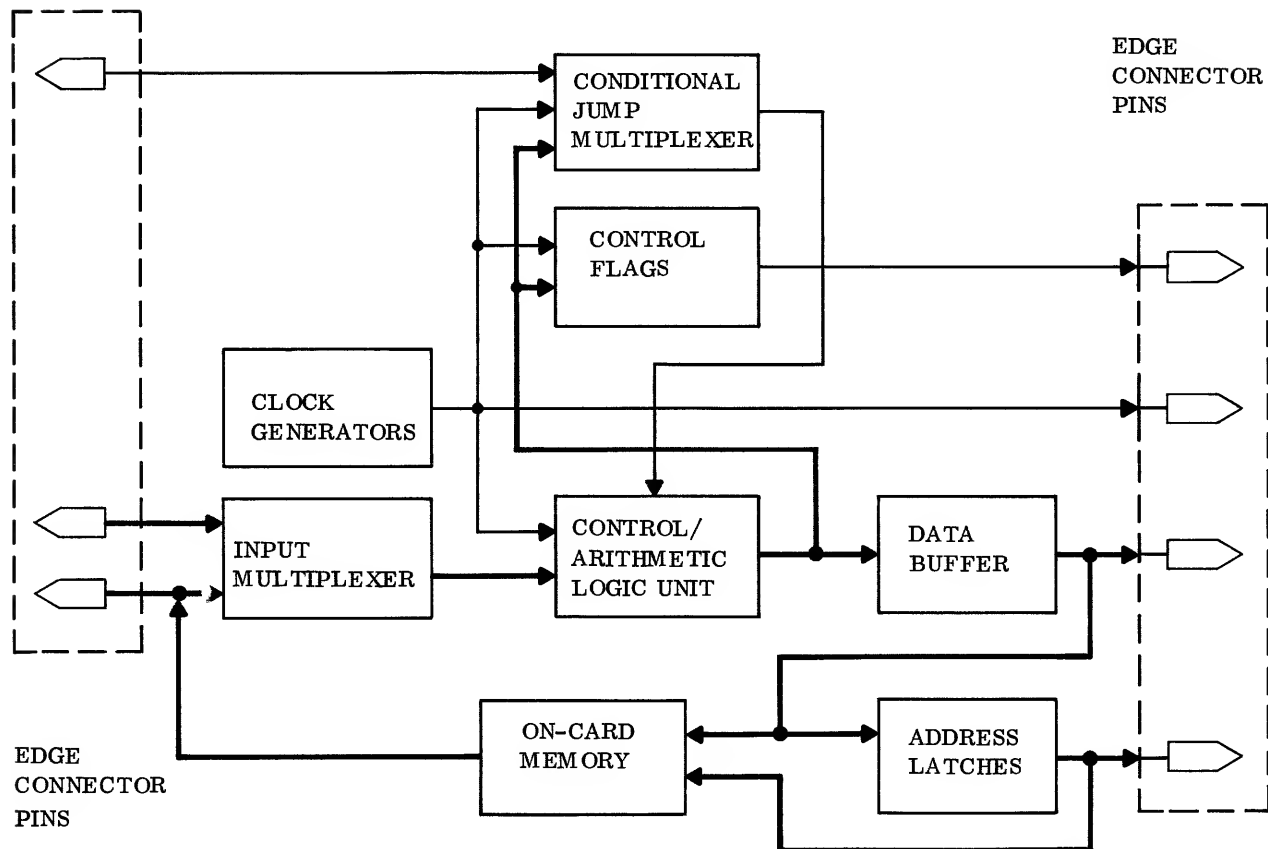 EDGE
CONNECTOR
PINS
CONDITIONAL
JUMP
MULTIPLEXER
CONTROL
FLAGS
CLOCK
GENERATORS
INPUT
MULTIPLEXER
CONTROL/
ARITHMETIC
LOGIC UNIT
DATA
BUFFER
ON-CARD
MEMORY
ADDRESS
LATCHES
EDGE
CONNECTOR
PINS